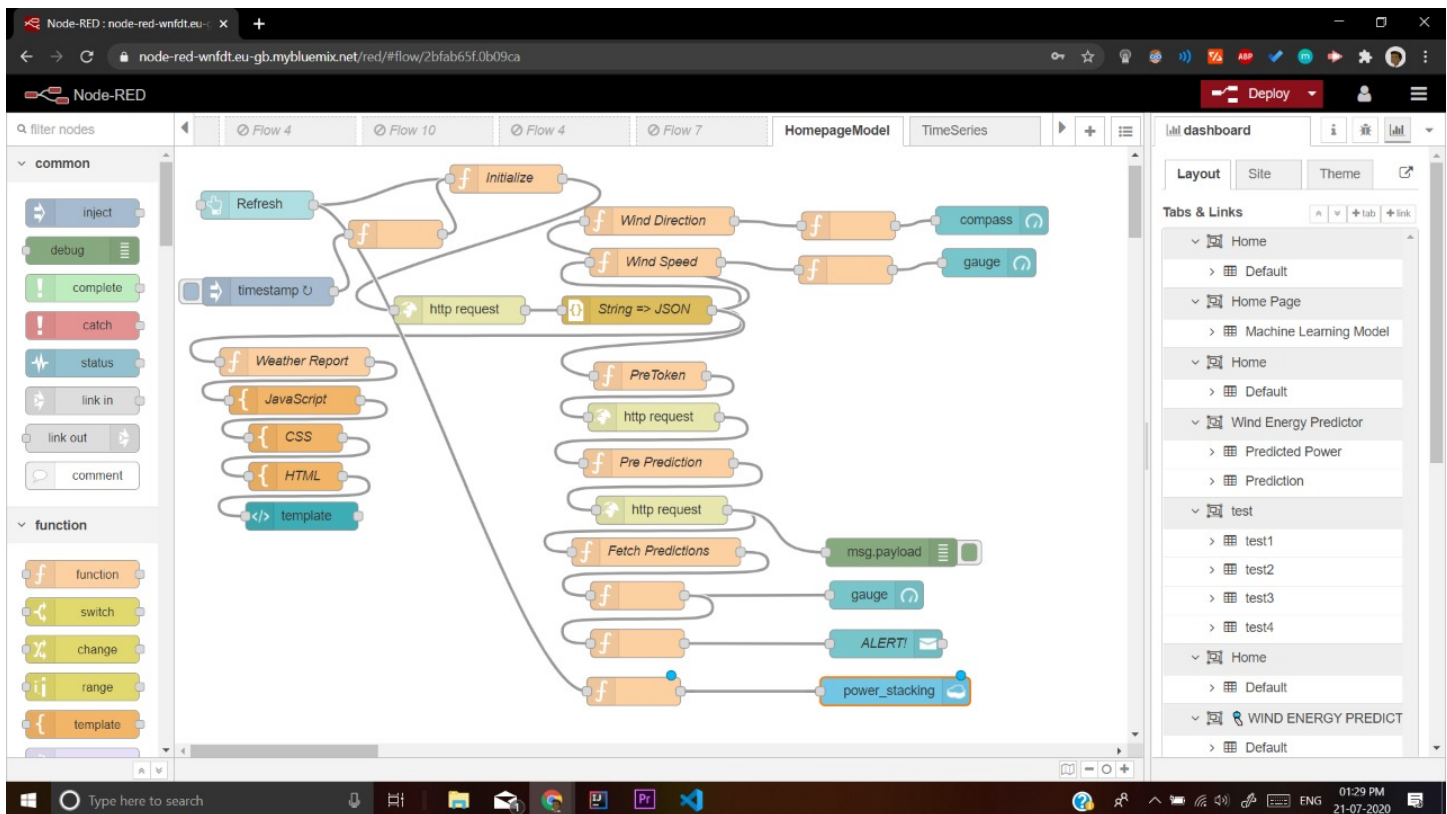 Node-RED : node-red-wnfdt.eu-g
node-red-wnfdt.eu-gb.mybluemix.net/red/#flow/2bfab65f.0b09ca
Node-RED
Deploy
filter nodes
Flow 4
Flow 10
Flow 4
Flow 7
HomepageModel
TimeSeries
dashboard
common
inject
debug
complete
catch
status
link in
link out
comment
function
function
switch
change
range
template
Refresh
Initialize
timestamp ↻
http request
String => JSON
Wind Direction
compass
Wind Speed
gauge
Weather Report
JavaScript
CSS
HTML
template
PreToken
http request
Pre Prediction
http request
Fetch Predictions
msg.payload
gauge
ALERT!
power_stacking
Layout
Site
Theme
Tabs & Links
+tab
+link
Home
Default
Home Page
Machine Learning Model
Home
Default
Wind Energy Predictor
Predicted Power
Prediction
test
test1
test2
test3
test4
Home
Default
WIND ENERGY PREDICT
Default
Type here to search
ENG
01:29 PM
21-07-2020